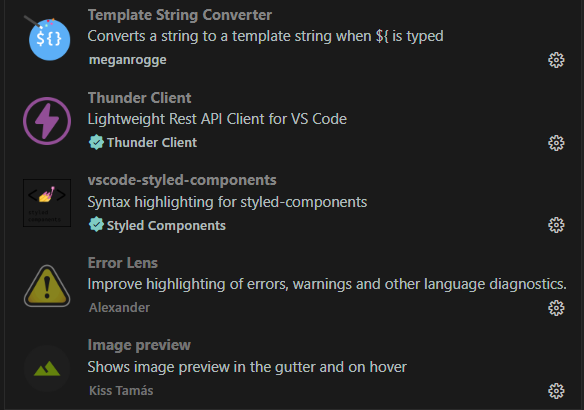 Template String Converter
Converts a string to a template string when ${ is typed
meganrogge
Thunder Client
Lightweight Rest API Client for VS Code
Thunder Client
vscode-styled-components
Syntax highlighting for styled-components
Styled Components
Error Lens
Improve highlighting of errors, warnings and other language diagnostics.
Alexander
Image preview
Shows image preview in the gutter and on hover
Kiss Tamás